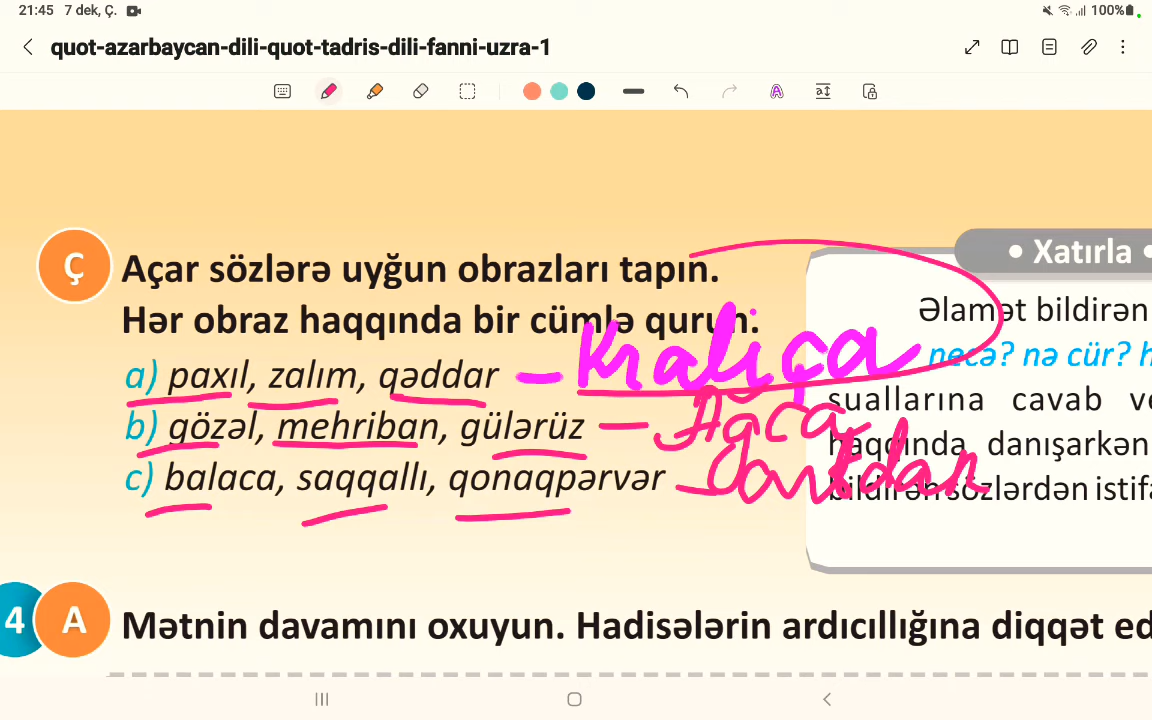 21:45 7 dek, Ç. 100%
quot-azarbaycan-dili-quot-tadris-dili-fanni-uzra-1
Ç Açar sözlərə uyğun obrazları tapın.
Hər obraz haqqında bir cümlə qurun:
a) paxıl, zalım, qəddar – Kraliça
b) gözəl, mehriban, gülərüz – Ağca
c) balaca, saqqallı, qonaqpərvər –
• Xatırla •
Əlamət bildirən
necə? nə cür? h
suallarına cavab ve
haqqında danışarkən
bildirən sözlərdən istifa
4 A Mətnin davamını oxuyun. Hadisələrin ardıcıllığına diqqət ed